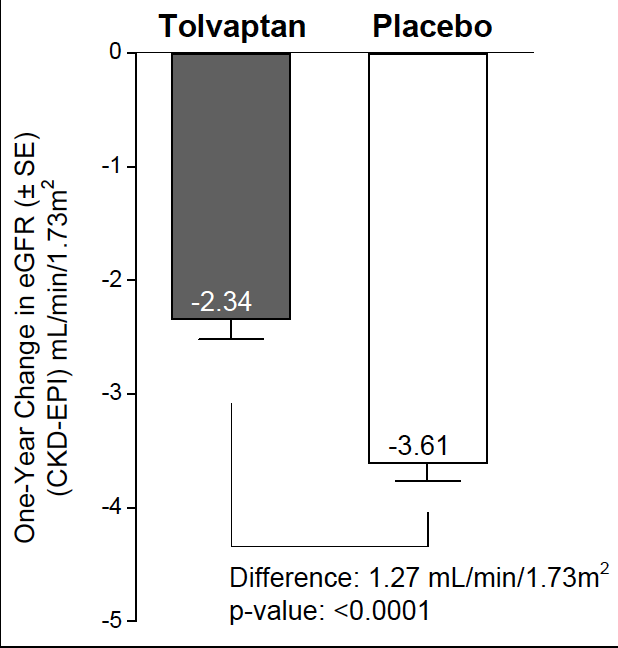 Tolvaptan Placebo
0
-1
-2
-3
-4
-5
One-Year Change in eGFR (± SE)
(CKD-EPI) mL/min/1.73m²
-2.34
-3.61
Difference: 1.27 mL/min/1.73m²
p-value: <0.0001